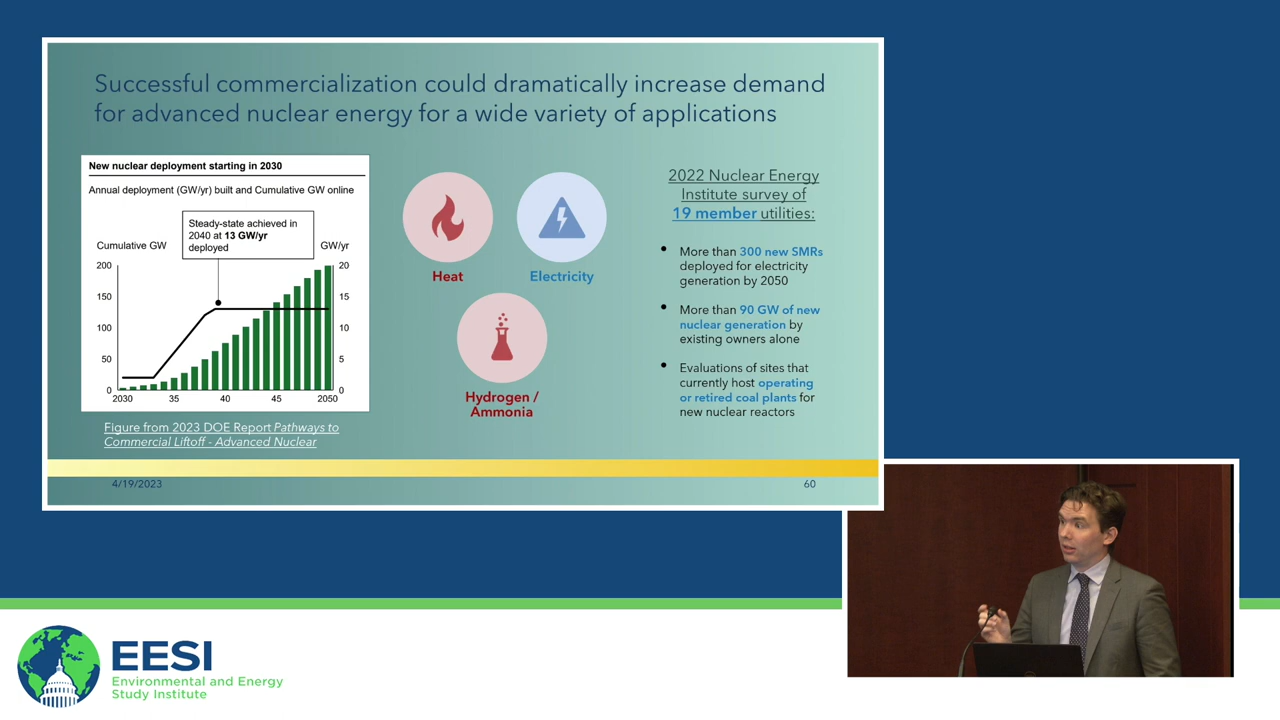 Successful commercialization could dramatically increase demand
for advanced nuclear energy for a wide variety of applications
New nuclear deployment starting in 2030
Annual deployment (GW/yr) built and Cumulative GW online
Steady-state achieved in
2040 at 13 GW/yr
deployed
Cumulative GW
GW/yr
200
150
100
50
0
20
15
10
5
0
2030
35
40
45
2050
Figure from 2023 DOE Report Pathways to
Commercial Liftoff - Advanced Nuclear
Heat
Electricity
Hydrogen /
Ammonia
2022 Nuclear Energy
Institute survey of
19 member utilities:
• More than 300 new SMRs
deployed for electricity
generation by 2050
• More than 90 GW of new
nuclear generation by
existing owners alone
• Evaluations of sites that
currently host operating
or retired coal plants for
new nuclear reactors
4/19/2023
60
EESI
Environmental and Energy
Study Institute